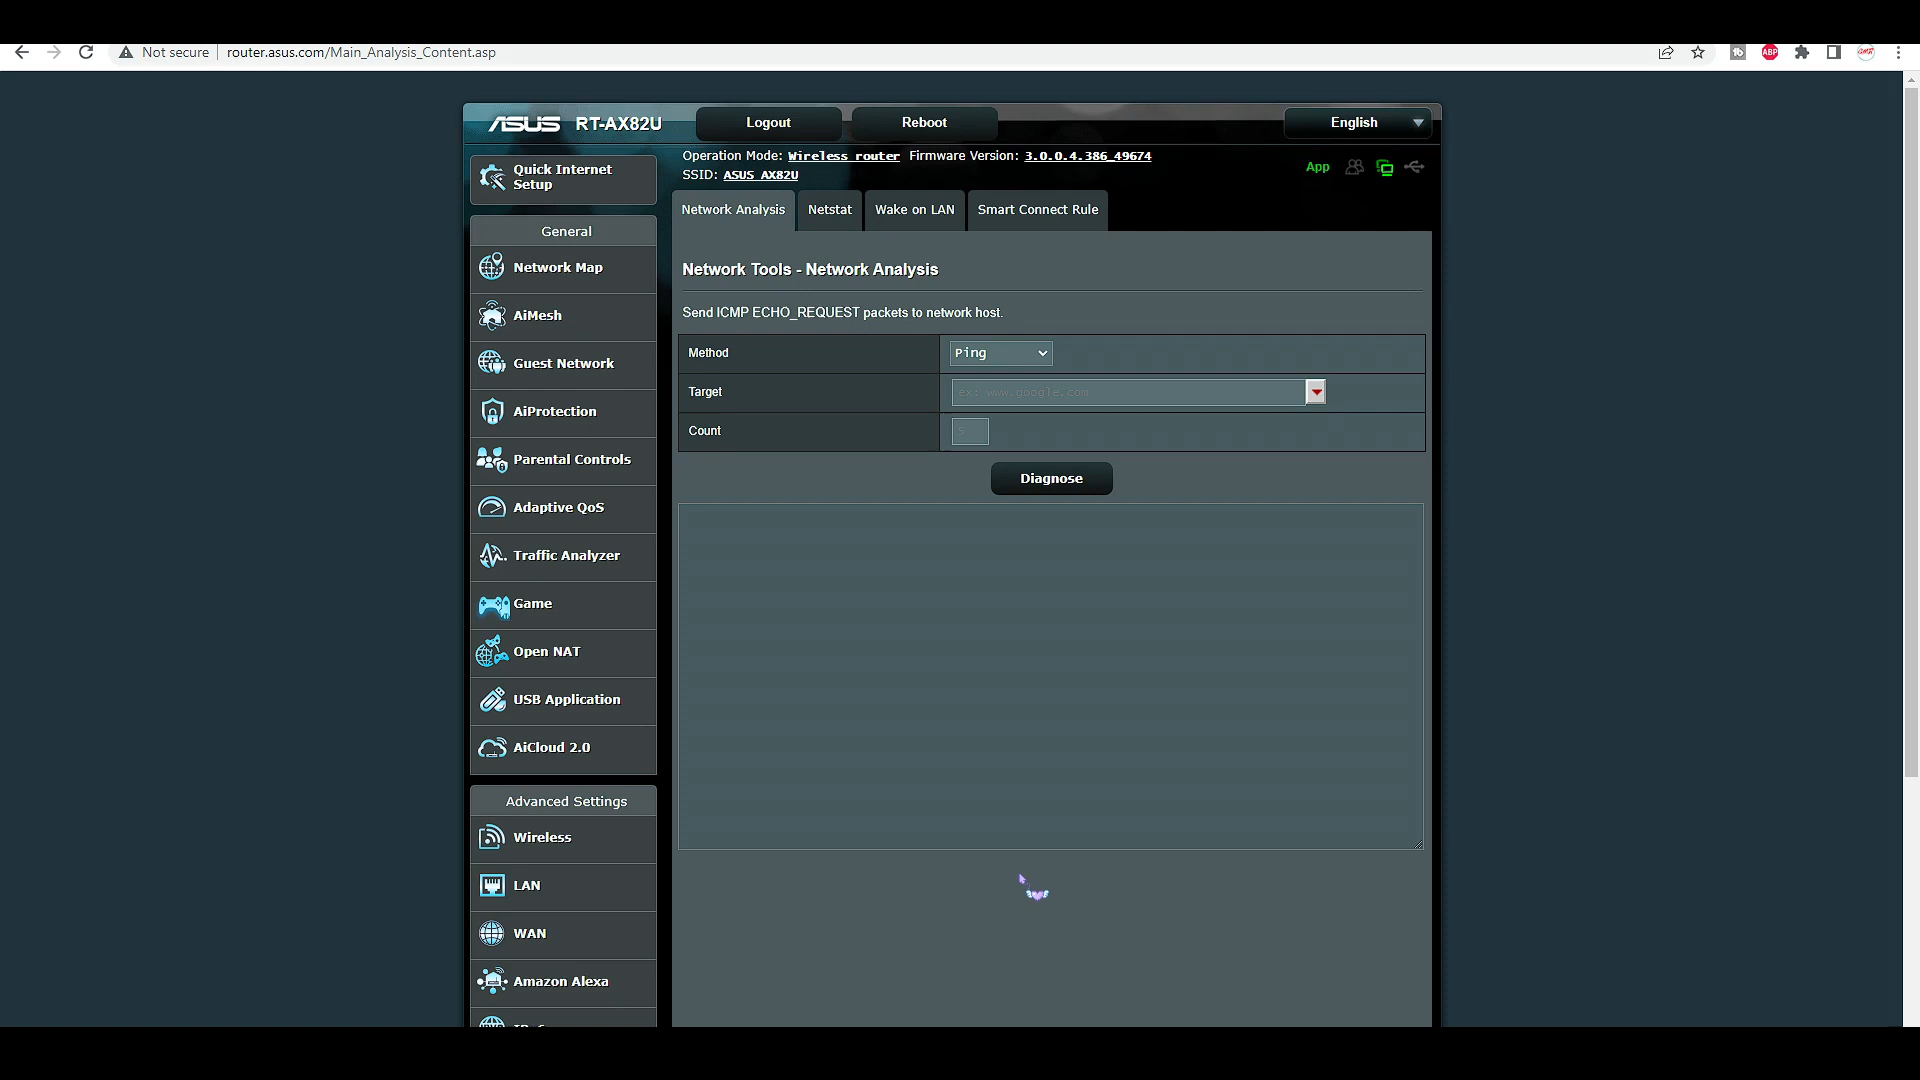 Not secure router.asus.com/Main_Analysis_Content.asp
ABP
ASUS RT-AX82U Logout Reboot English
Operation Mode: Wireless router Firmware Version: 3.0.0.4.386_49674
SSID: ASUS AX82U
App
Quick Internet
Setup
General
Network Map
AiMesh
Guest Network
AiProtection
Parental Controls
Adaptive QoS
Traffic Analyzer
Game
Open NAT
USB Application
AiCloud 2.0
Advanced Settings
Wireless
LAN
WAN
Amazon Alexa
Network Analysis Netstat Wake on LAN Smart Connect Rule
Network Tools - Network Analysis
Send ICMP ECHO_REQUEST packets to network host.
Method Ping
Target ex: www.google.com
Count 5
Diagnose